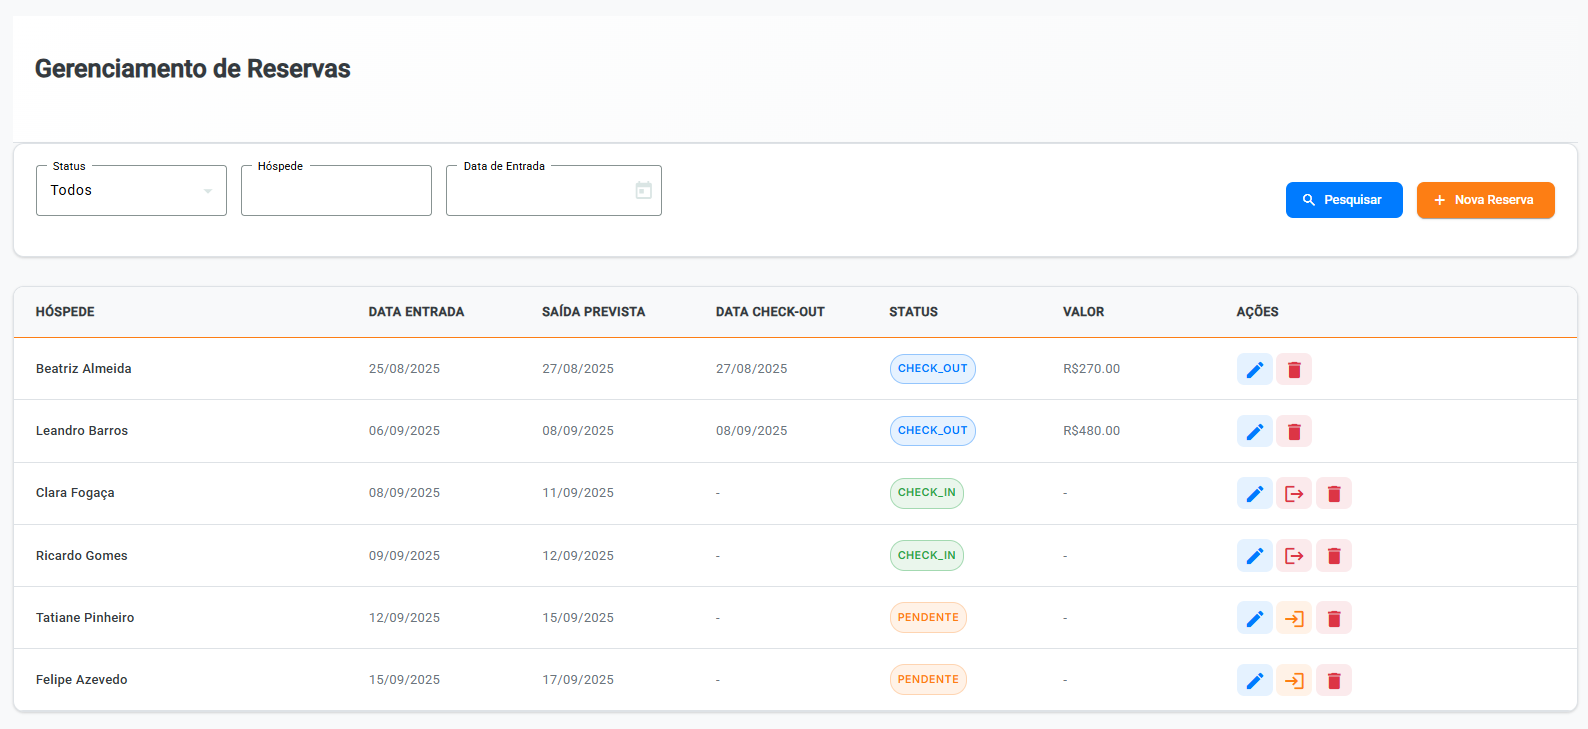 Gerenciamento de Reservas
Status
Todos
Hóspede
Data de Entrada
Pesquisar
Nova Reserva
HÓSPEDE DATA ENTRADA SAÍDA PREVISTA DATA CHECK-OUT STATUS VALOR AÇÕES
Beatriz Almeida 25/08/2025 27/08/2025 27/08/2025 CHECK_OUT R$270.00
Leandro Barros 06/09/2025 08/09/2025 08/09/2025 CHECK_OUT R$480.00
Clara Fogaça 08/09/2025 11/09/2025 - CHECK_IN -
Ricardo Gomes 09/09/2025 12/09/2025 - CHECK_IN -
Tatiane Pinheiro 12/09/2025 15/09/2025 - PENDENTE -
Felipe Azevedo 15/09/2025 17/09/2025 - PENDENTE -